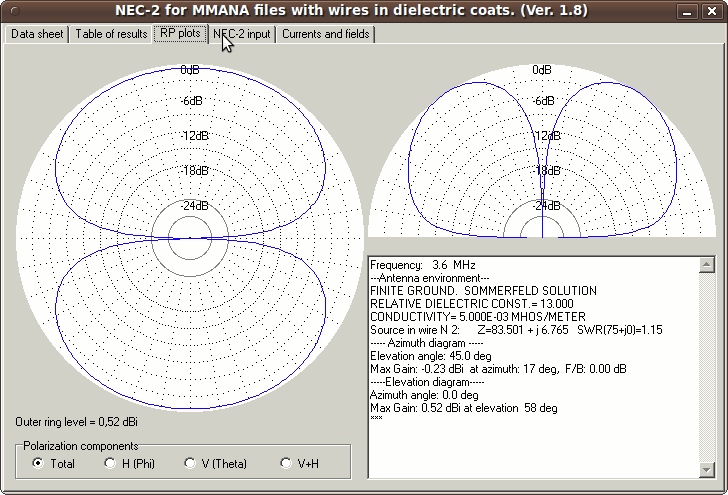 NEC-2 for MMANA files with wires in dielectric coats. (Ver. 1.8)
Data sheet
Table of results
RP plots
NEC-2 input
Currents and fields
0dB
-6dB
-12dB
-18dB
-24dB
0dB
-6dB
-12dB
-18dB
-24dB
Frequency: 3.6 MHz
---Antenna environment---
FINITE GROUND. SOMMERFELD SOLUTION
RELATIVE DIELECTRIC CONST.= 13.000
CONDUCTIVITY= 5.000E-03 MHOS/METER
Source in wire N 2: Z=83.501 + j 6.765 SWR(75+j0)=1.15
----- Azimuth diagram -----
Elevation angle: 45.0 deg
Max Gain: -0.23 dBi at azimuth: 17 deg, F/B: 0.00 dB
-----Elevation diagram-----
Azimuth angle: 0.0 deg
Max Gain: 0.52 dBi at elevation 58 deg
***
Outer ring level = 0,52 dBi
Polarization components
Total
H (Phi)
V (Theta)
V+H